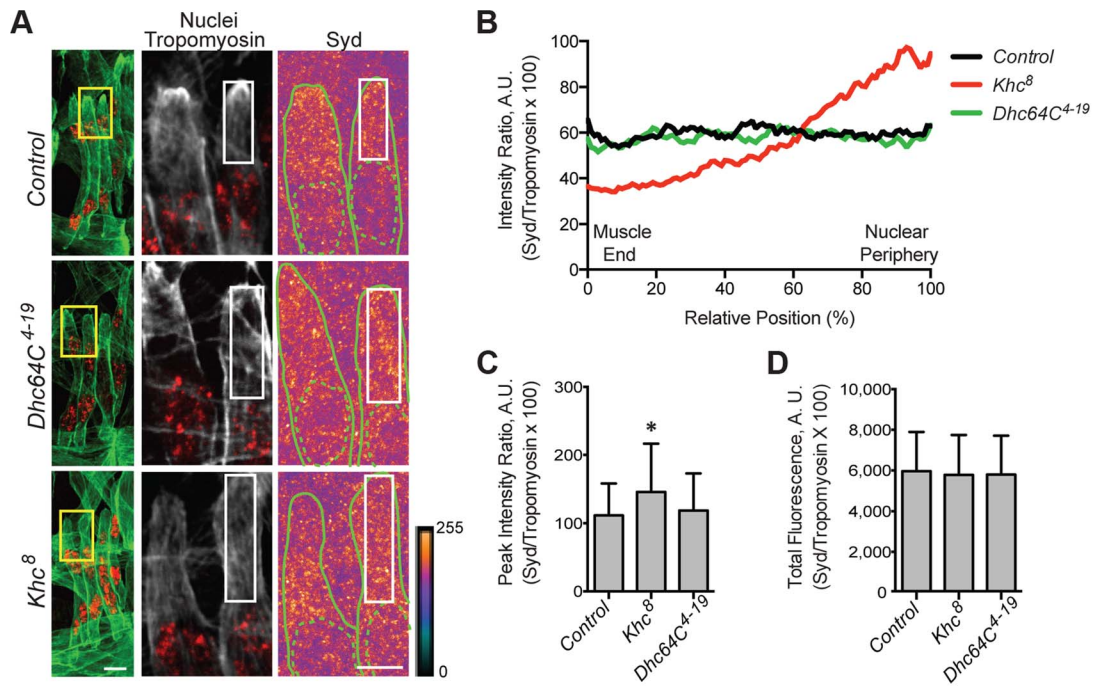 A
Nuclei
Tropomyosin
Syd
Control
Dhc64C4-19
Khc8
255
0
B
Intensity Ratio, A.U.
(Syd/Tropomyosin x 100)
100
80
60
40
20
0
Muscle
End
Nuclear
Periphery
0 20 40 60 80 100
Relative Position (%)
Control
Khc8
Dhc64C4-19
C
Peak Intensity Ratio, A.U.
(Syd/Tropomyosin x 100)
300
200
100
0
*
Control
Khc8
Dhc64C4-19
D
Total Fluorescence, A. U.
(Syd/Tropomyosin X 100)
10,000
8,000
6,000
4,000
2,000
0
Control
Khc8
Dhc64C4-19